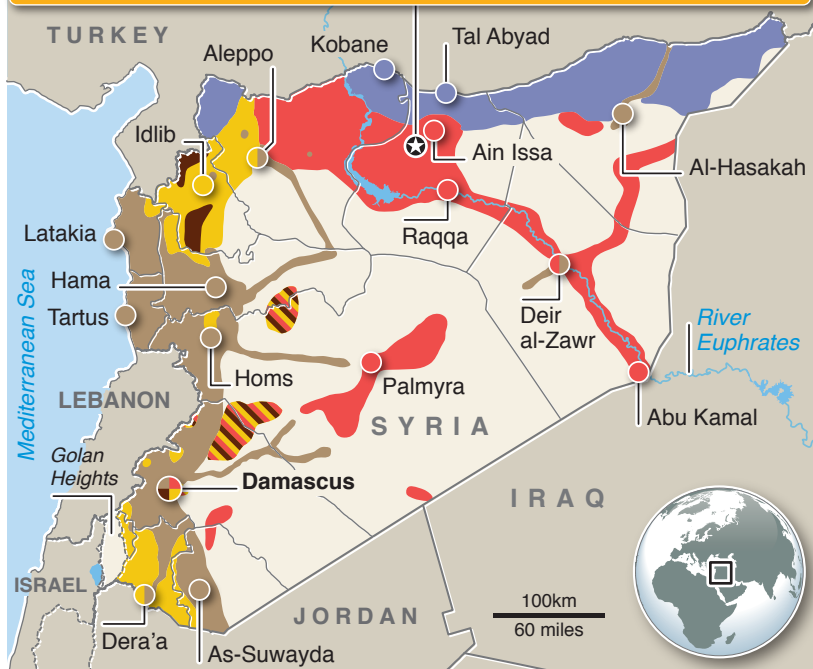 TURKEY
Aleppo
Kobane
Tal Abyad
Idlib
Ain Issa
Al-Hasakah
Latakia
Raqqa
Hama
Tartus
Deir
al-Zawr
River
Euphrates
Mediterranean Sea
Homs
Palmyra
LEBANON
Abu Kamal
SYRIA
Golan
Heights
Damascus
IRAQ
ISRAEL
JORDAN
100km
60 miles
Dera'a
As-Suwayda